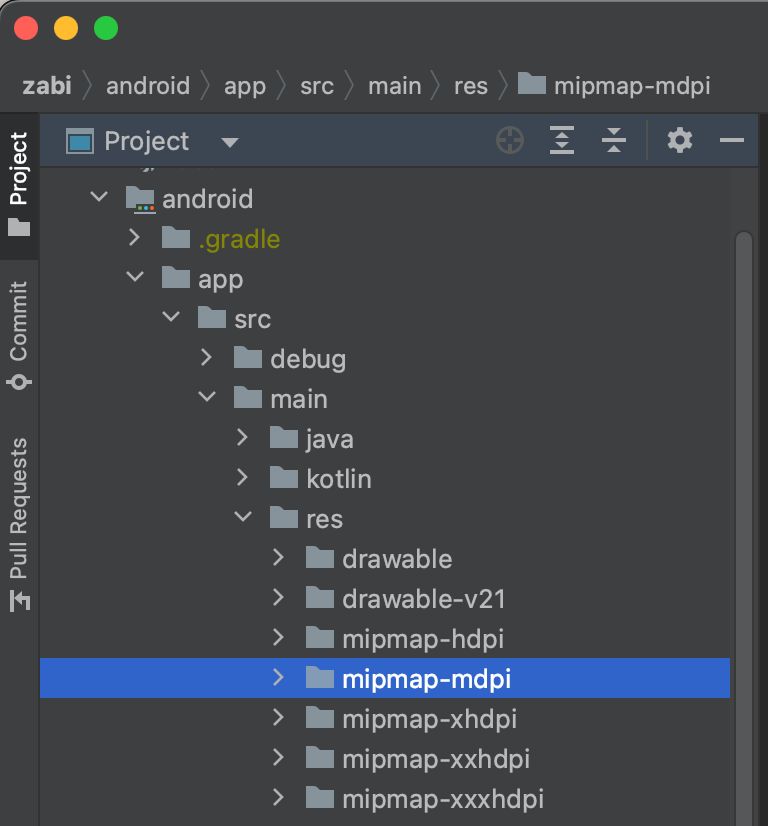 zabi
android
app
src
main
res
mipmap-mdpi
Project
Project
Commit
Pull Requests
android
.gradle
app
src
debug
main
java
kotlin
res
drawable
drawable-v21
mipmap-hdpi
mipmap-mdpi
mipmap-xhdpi
mipmap-xxhdpi
mipmap-xxxhdpi